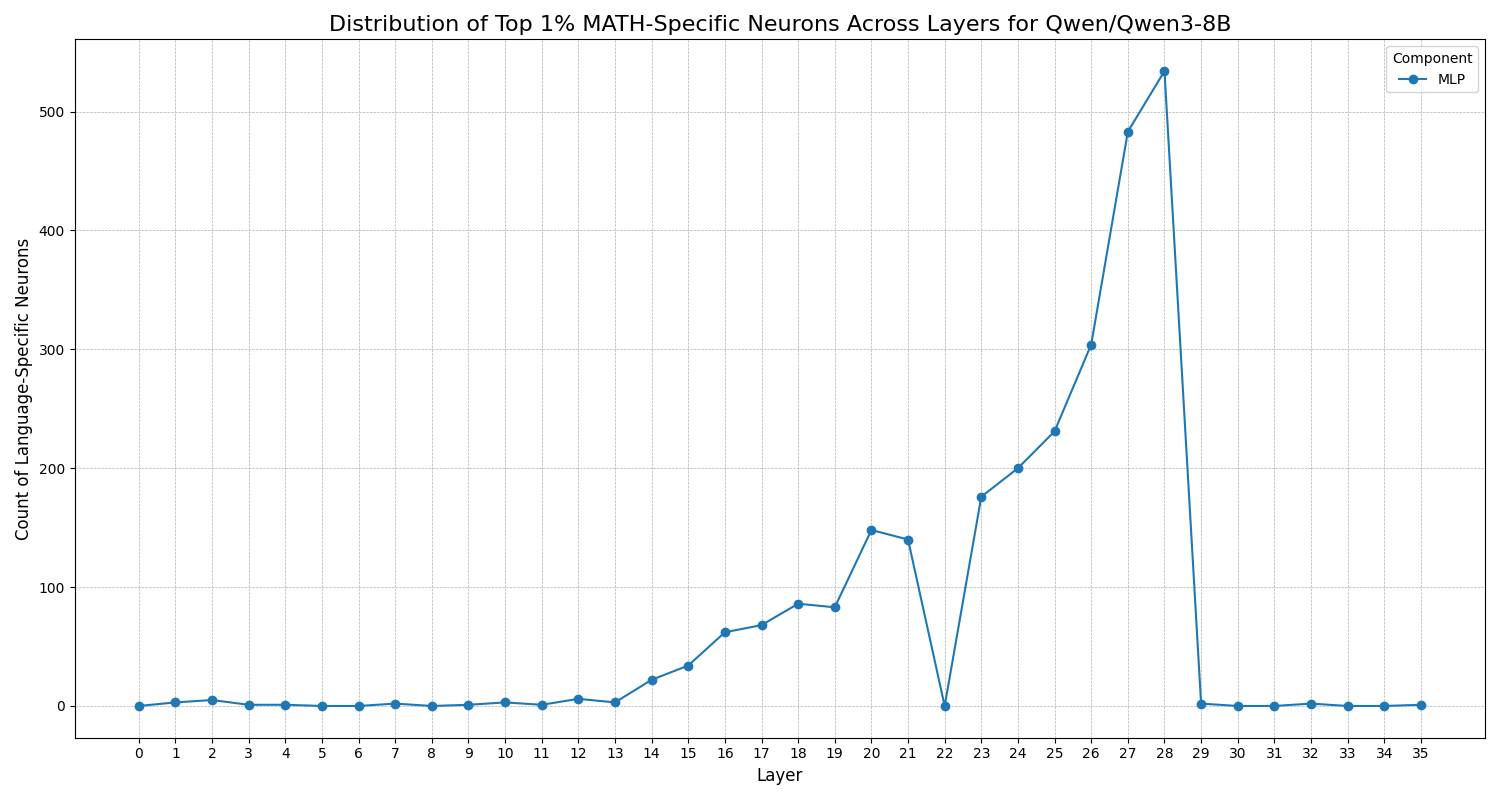 Distribution of Top 1% MATH-Specific Neurons Across Layers for Qwen/Qwen3-8B
Component
MLP
Count of Language-Specific Neurons
500
400
300
200
100
0
0 1 2 3 4 5 6 7 8 9 10 11 12 13 14 15 16 17 18 19 20 21 22 23 24 25 26 27 28 29 30 31 32 33 34 35
Layer